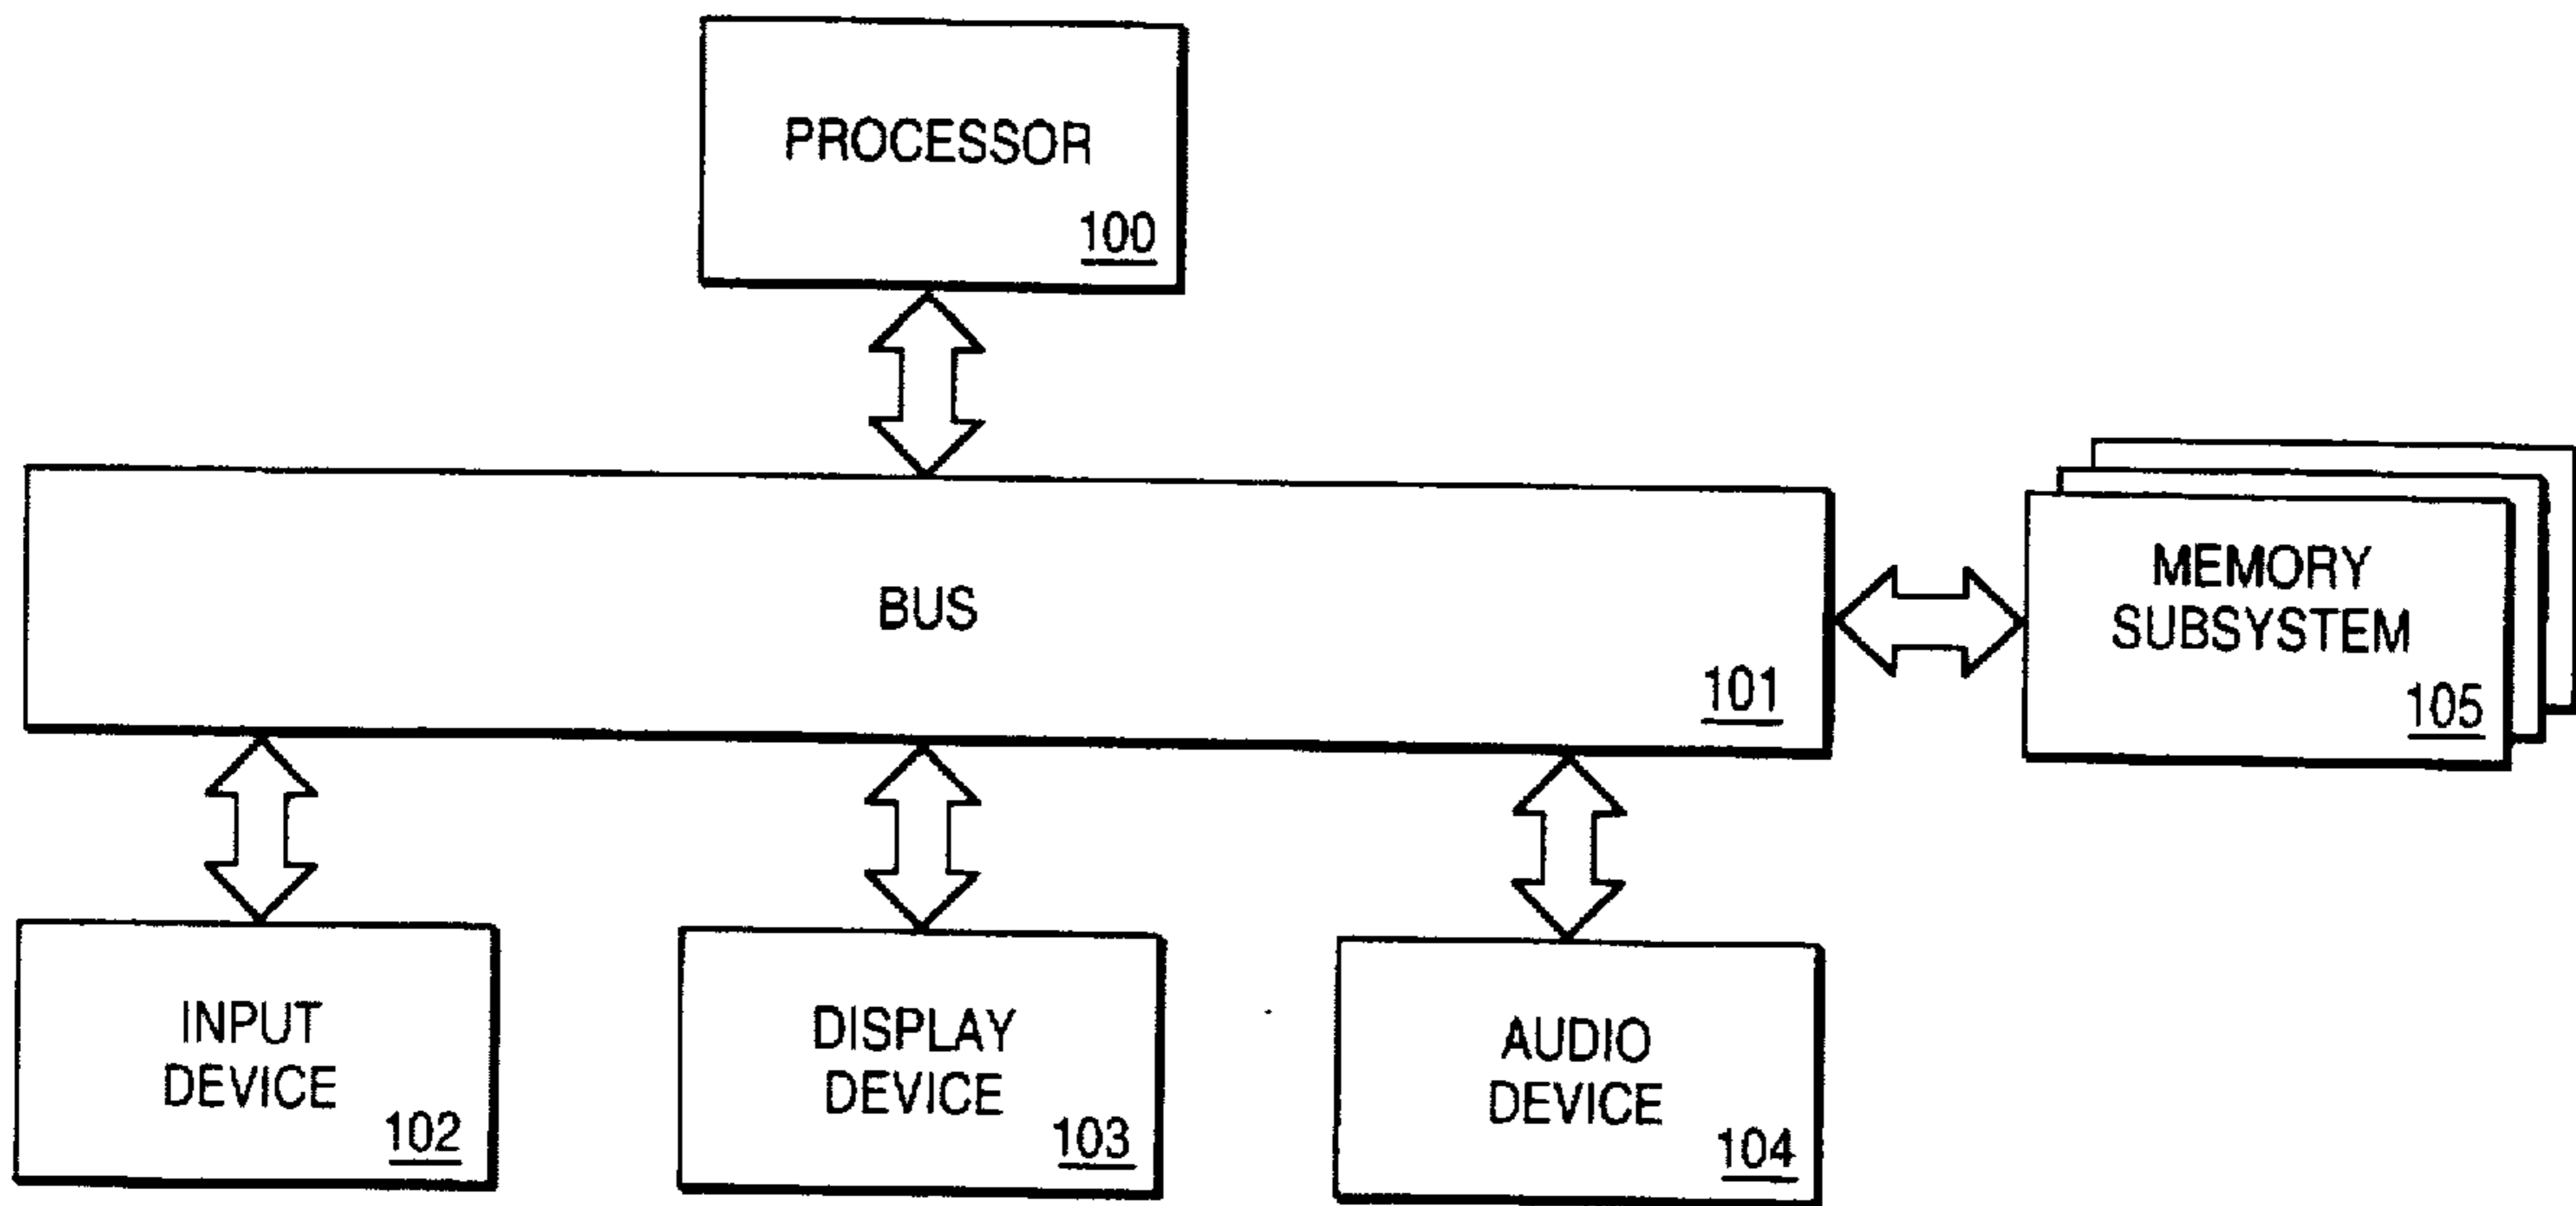 PROCESSOR
100
BUS
101
MEMORY
SUBSYSTEM
105
INPUT
DEVICE
102
DISPLAY
DEVICE
103
AUDIO
DEVICE
104